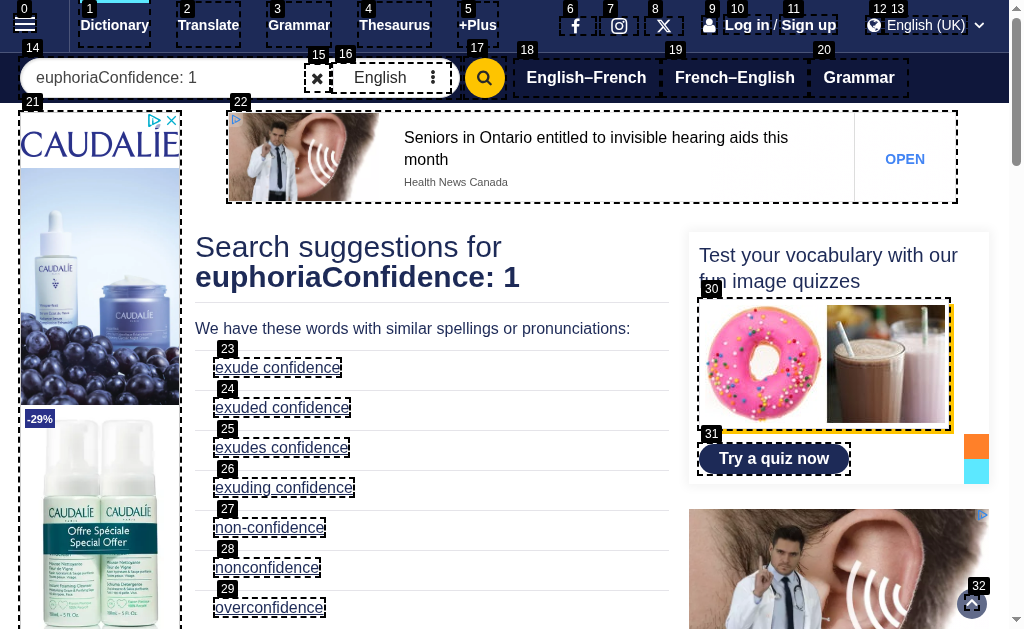 0 1 2 3 4 5 6 7 8 9 10 11 12 13
Dictionary Translate Grammar Thesaurus +Plus Log in / Sign up English (UK)
14 15 16 17 18 19 20
euphoriaConfidence: 1 English English–French French–English Grammar
21 22
CAUDALÍE
Seniors in Ontario entitled to invisible hearing aids this
month
Health News Canada
OPEN
CAUDALÍE
CAUDALÍE
-29%
CAUDALÍE CAUDALÍE
Offre Spéciale
Special Offer
Search suggestions for
euphoriaConfidence: 1
We have these words with similar spellings or pronunciations:
23
exude confidence
24
exuded confidence
25
exudes confidence
26
exuding confidence
27
non-confidence
28
nonconfidence
29
overconfidence
Test your vocabulary with our
fun image quizzes
30
31
Try a quiz now
32